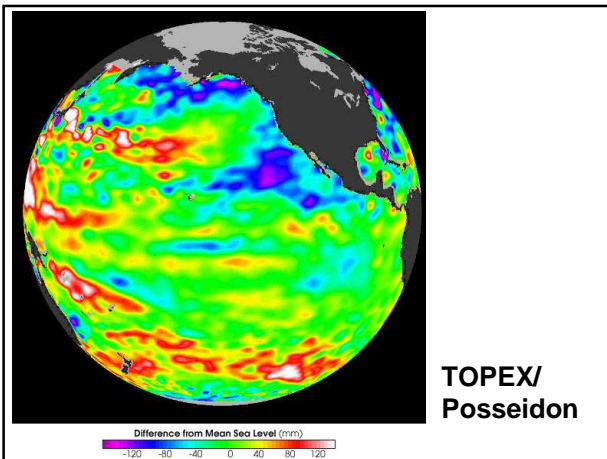 TOPEX/
Posseidon
Difference from Mean Sea Level (mm)
-120 -80 -40 0 40 80 120